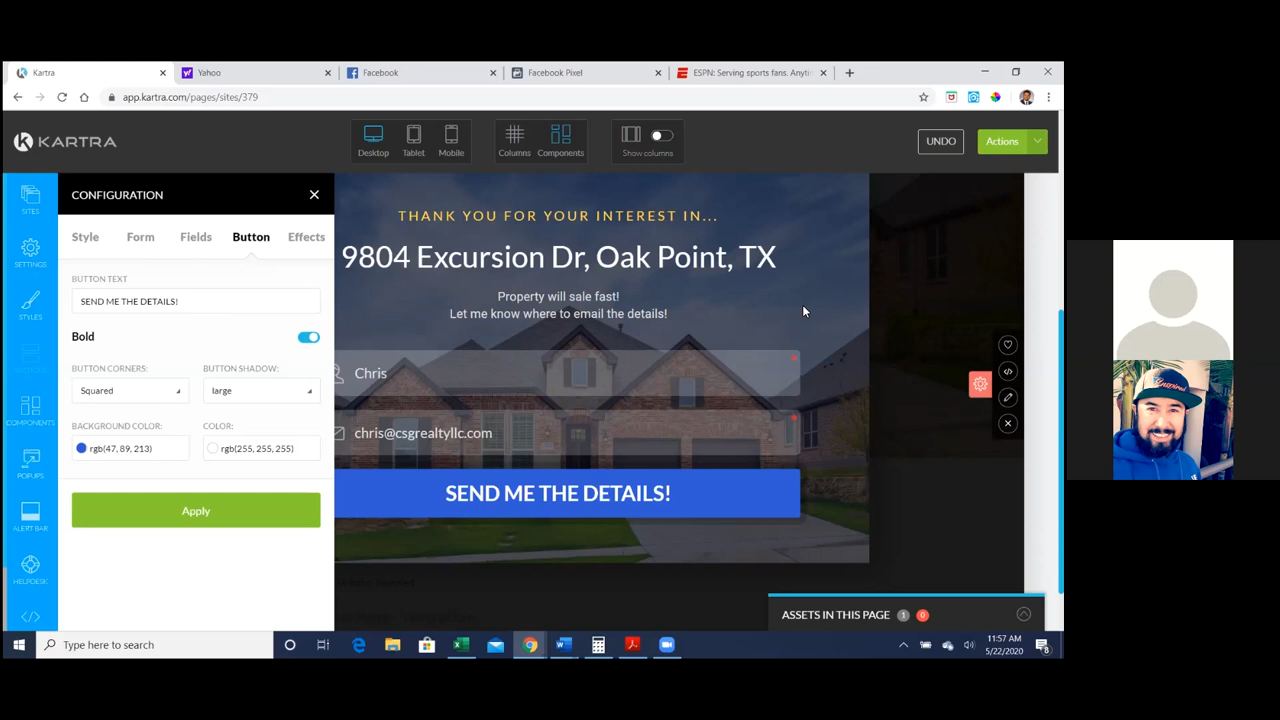 Kartra
Yahoo
Facebook
Facebook Pixel
ESPN: Serving sports fans. Anyti
app.kartra.com/pages/sites/379
KARTRA
Desktop
Tablet
Mobile
Columns
Components
Show columns
UNDO
Actions
SITES
SETTINGS
STYLES
COMPONENTS
POPUPS
ALERT BAR
HELPDESK
CONFIGURATION
Style
Form
Fields
Button
Effects
BUTTON TEXT
SEND ME THE DETAILS!
Bold
BUTTON CORNERS:
BUTTON SHADOW:
Squared
large
BACKGROUND COLOR:
COLOR:
rgb(47, 89, 213)
rgb(255, 255, 255)
Apply
THANK YOU FOR YOUR INTEREST IN...
9804 Excursion Dr, Oak Point, TX
Property will sale fast!
Let me know where to email the details!
Chris
chris@csgrealtyllc.com
SEND ME THE DETAILS!
ASSETS IN THIS PAGE 1 0
Type here to search
11:57 AM
5/22/2020
8
Inspired